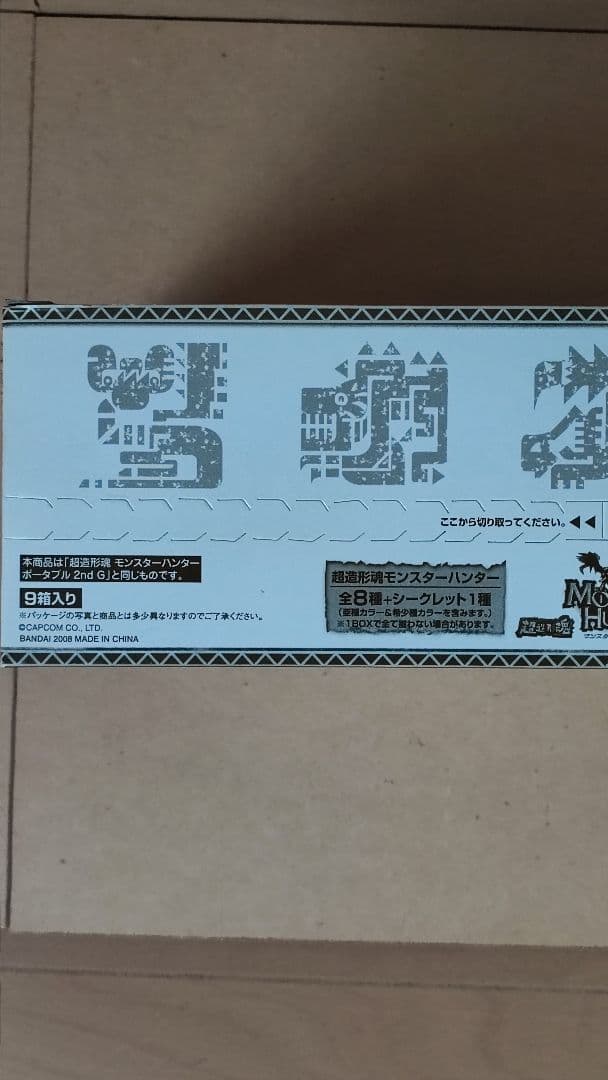 ここから切り取ってください。◀◀
本商品は「超造形魂 モンスターハンター
ポータブル 2nd G」と同じものです。
9箱入り
※パッケージの写真と商品とは多少異なりますのでご了承ください。
©CAPCOM CO., LTD.
BANDAI 2008 MADE IN CHINA
超造形魂モンスターハンター
全8種+シークレット1種
(亜種カラー&希少種カラーを含みます。)
※1BOXで全て揃わない場合があります。
超造形魂